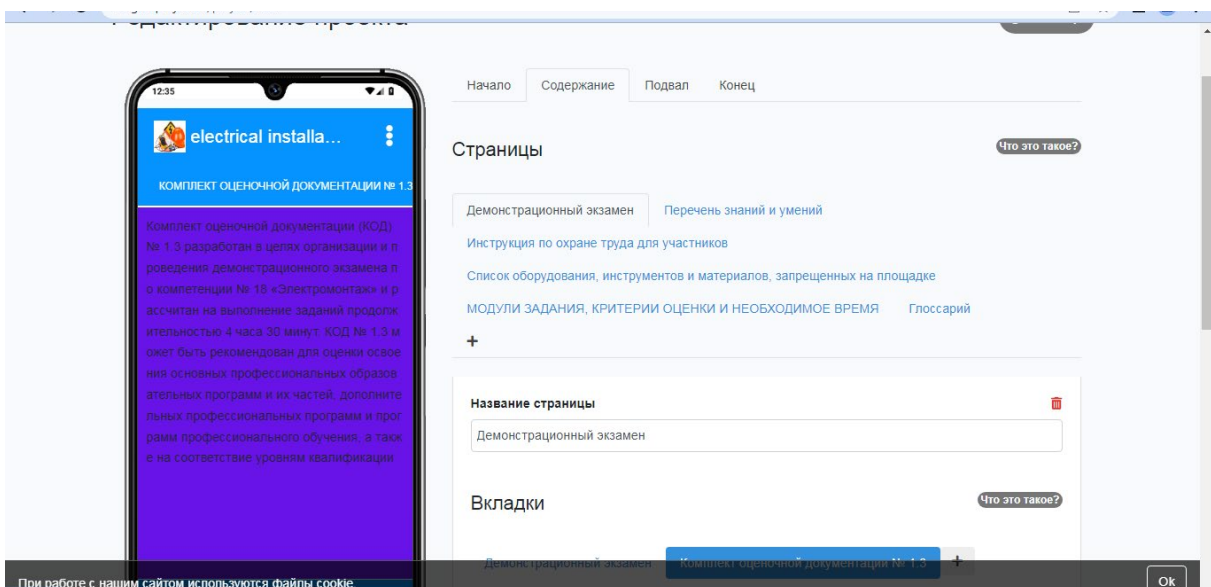 Редактирование проекта
Начало Содержание Подвал Конец
12:35
electrical installa...
КОМПЛЕКТ ОЦЕНОЧНОЙ ДОКУМЕНТАЦИИ № 1.3
Комплект оценочной документации (КОД)
№ 1.3 разработан в целях организации и п
роведения демонстрационного экзамена п
о компетенции № 18 «Электромонтаж» и р
ассчитан на выполнение заданий продолж
ительностью 4 часа 30 минут. КОД № 1.3 м
ожет быть рекомендован для оценки освое
ния основных профессиональных образов
ательных программ и их частей, дополните
льных профессиональных программ и прог
рамм профессионального обучения, а такж
е на соответствие уровням квалификации
Страницы
Что это такое?
Демонстрационный экзамен Перечень знаний и умений
Инструкция по охране труда для участников
Список оборудования, инструментов и материалов, запрещенных на площадке
МОДУЛИ ЗАДАНИЯ, КРИТЕРИИ ОЦЕНКИ И НЕОБХОДИМОЕ ВРЕМЯ Глоссарий
+
Название страницы
Демонстрационный экзамен
Вкладки
Что это такое?
Демонстрационный экзамен Комплект оценочной документации № 1.3 +
При работе с нашим сайтом используются файлы cookie
Ok